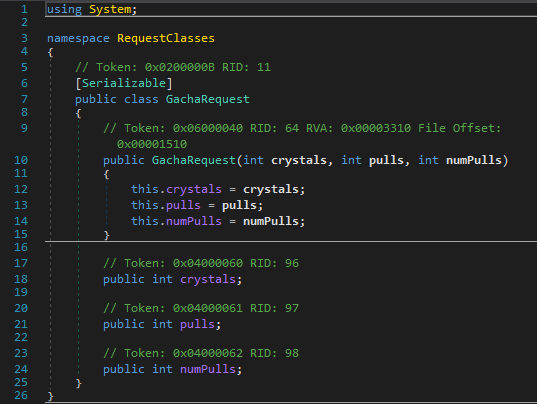 1 using System;
2
3 namespace RequestClasses
4 {
5 // Token: 0x0200000B RID: 11
6 [Serializable]
7 public class GachaRequest
8 {
9 // Token: 0x06000040 RID: 64 RVA: 0x00003310 File Offset:
0x00001510
10 public GachaRequest(int crystals, int pulls, int numPulls)
11 {
12 this.crystals = crystals;
13 this.pulls = pulls;
14 this.numPulls = numPulls;
15 }
16
17 // Token: 0x04000060 RID: 96
18 public int crystals;
19
20 // Token: 0x04000061 RID: 97
21 public int pulls;
22
23 // Token: 0x04000062 RID: 98
24 public int numPulls;
25 }
26 }